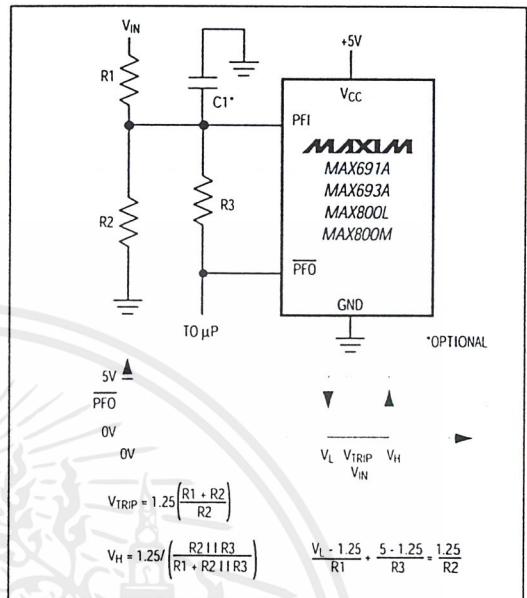 VIN
+5V
R1
C1*
VCC
PFI
MAXIM
MAX691A
MAX693A
MAX800L
MAX800M
R2
R3
PFO
GND
TO μP
*OPTIONAL
5V
PFO
0V
0V
VL VTRIP VH
VIN
VTRIP = 1.25 (R1 + R2 / R2)
VH = 1.25/ (R2 I I R3 / R1 + R2 I I R3)
VL - 1.25 / R1 + 5 - 1.25 / R3 = 1.25 / R2